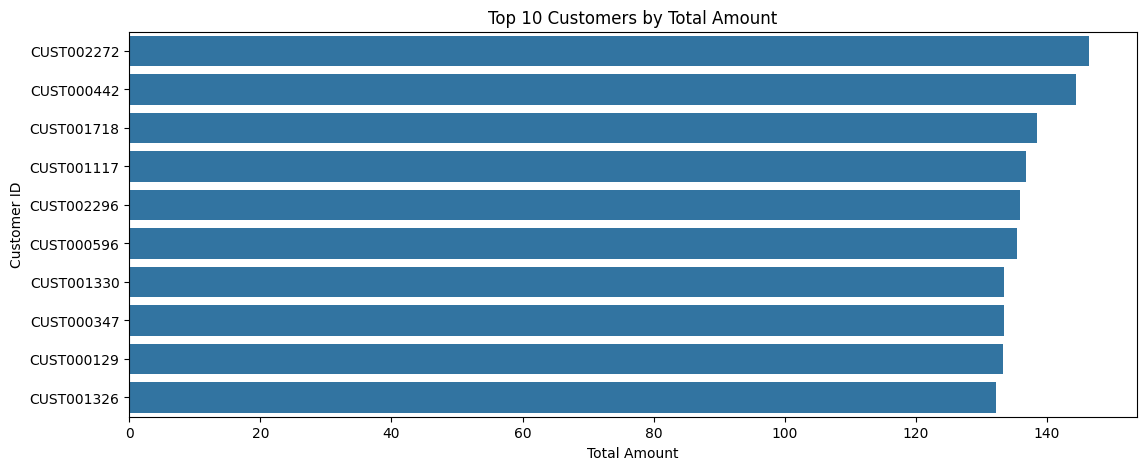 Top 10 Customers by Total Amount
Customer ID
CUST002272
CUST000442
CUST001718
CUST001117
CUST002296
CUST000596
CUST001330
CUST000347
CUST000129
CUST001326
0 20 40 60 80 100 120 140
Total Amount